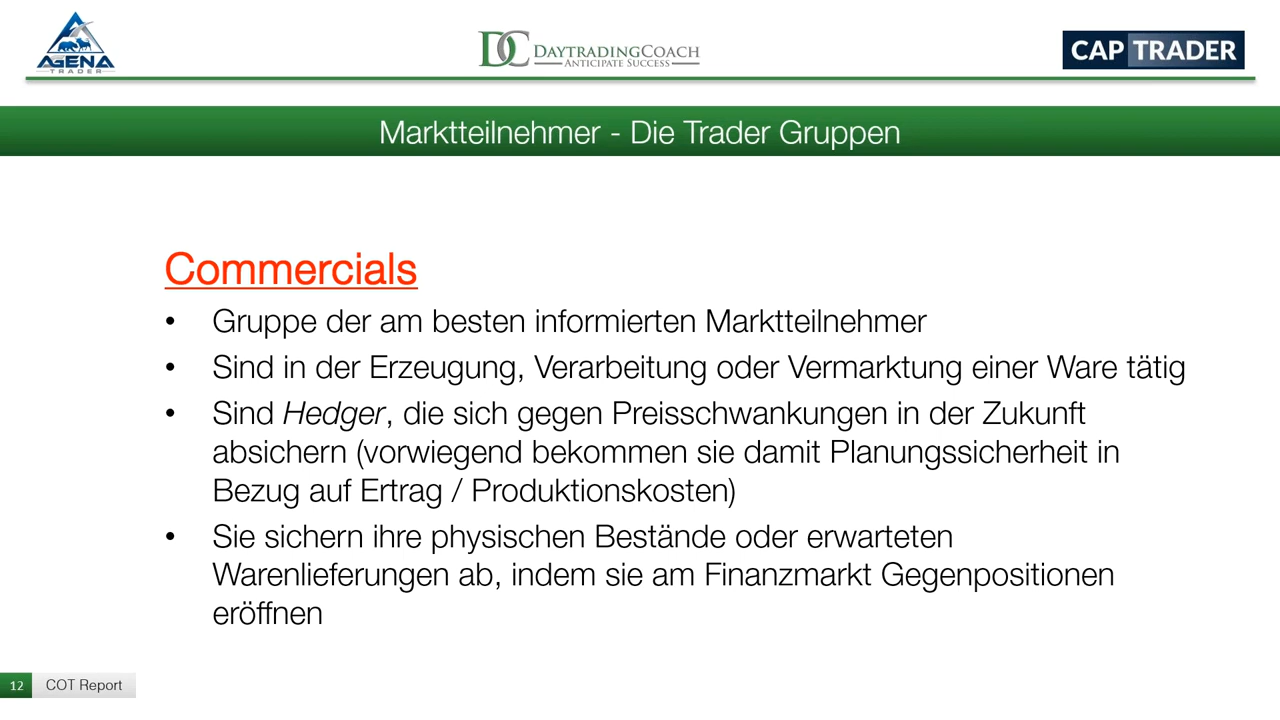 AGENA
TRADER
DC DAYTRADINGCOACH
ANTICIPATE SUCCESS
CAP TRADER
Marktteilnehmer - Die Trader Gruppen
Commercials
• Gruppe der am besten informierten Marktteilnehmer
• Sind in der Erzeugung, Verarbeitung oder Vermarktung einer Ware tätig
• Sind Hedger, die sich gegen Preisschwankungen in der Zukunft
absichern (vorwiegend bekommen sie damit Planungssicherheit in
Bezug auf Ertrag / Produktionskosten)
• Sie sichern ihre physischen Bestände oder erwarteten
Warenlieferungen ab, indem sie am Finanzmarkt Gegenpositionen
eröffnen
12 COT Report